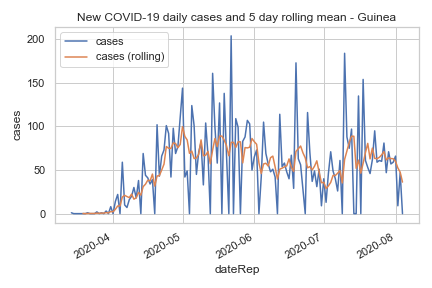 New COVID-19 daily cases and 5 day rolling mean - Guinea
cases
cases (rolling)
200
150
100
50
0
cases
2020-04
2020-05
2020-06
2020-07
2020-08
dateRep